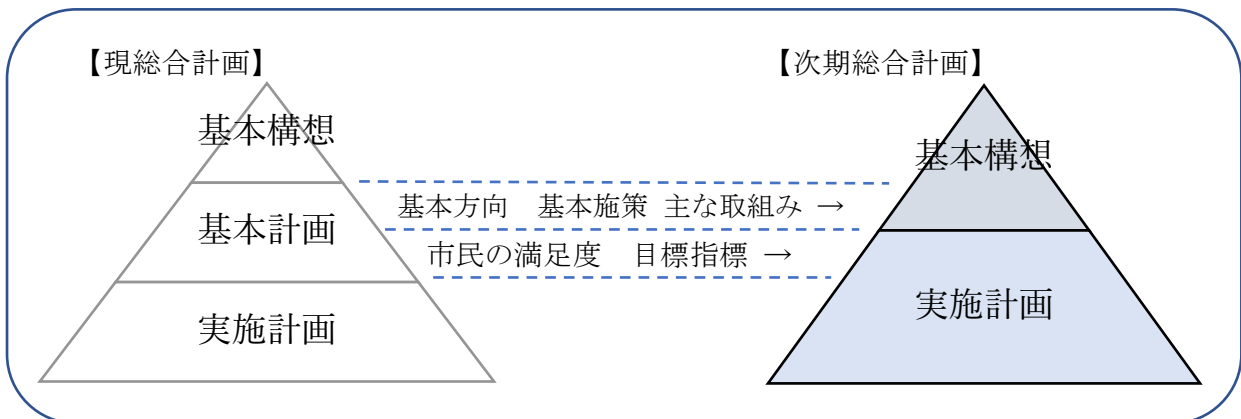 【現総合計画】
【次期総合計画】
基本構想
基本構想
基本方向　基本施策 主な取組み →
基本計画
市民の満足度　目標指標 →
実施計画
実施計画